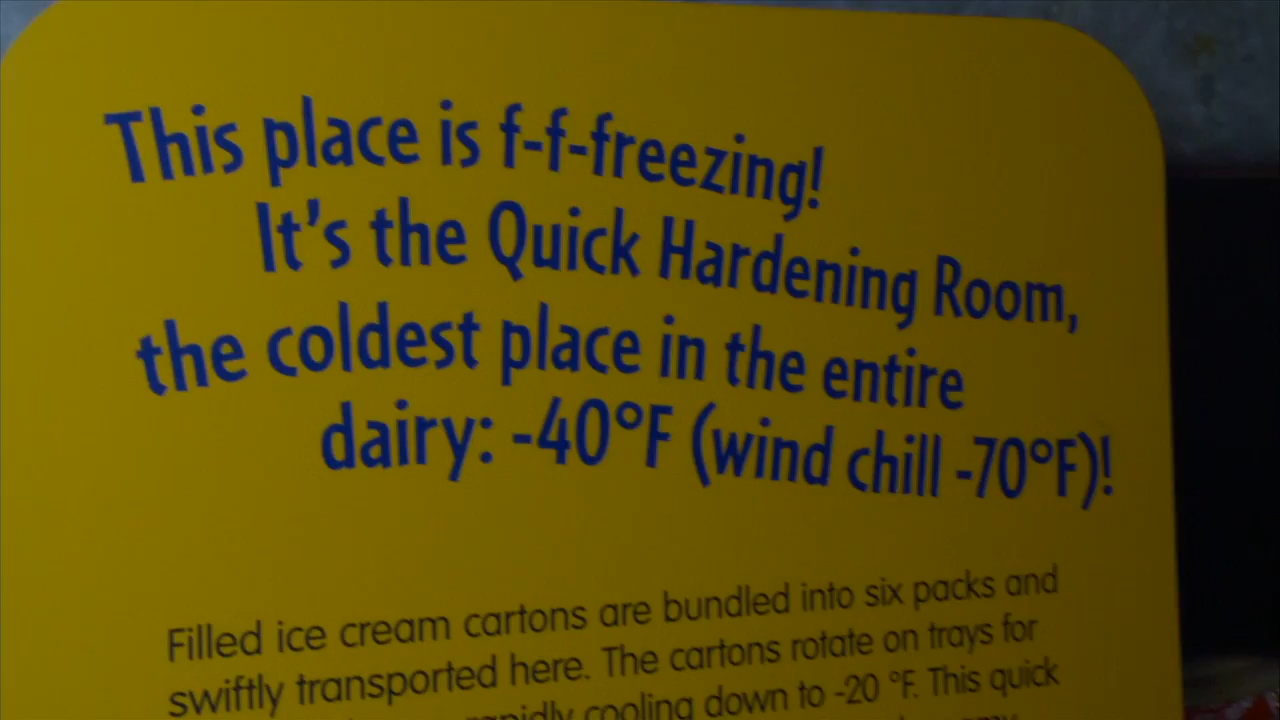 This place is f-f-freezing!
It's the Quick Hardening Room,
the coldest place in the entire
dairy: -40°F (wind chill -70°F)!
Filled ice cream cartons are bundled into six packs and
swiftly transported here. The cartons rotate on trays for
rapidly cooling down to -20 °F. This quick